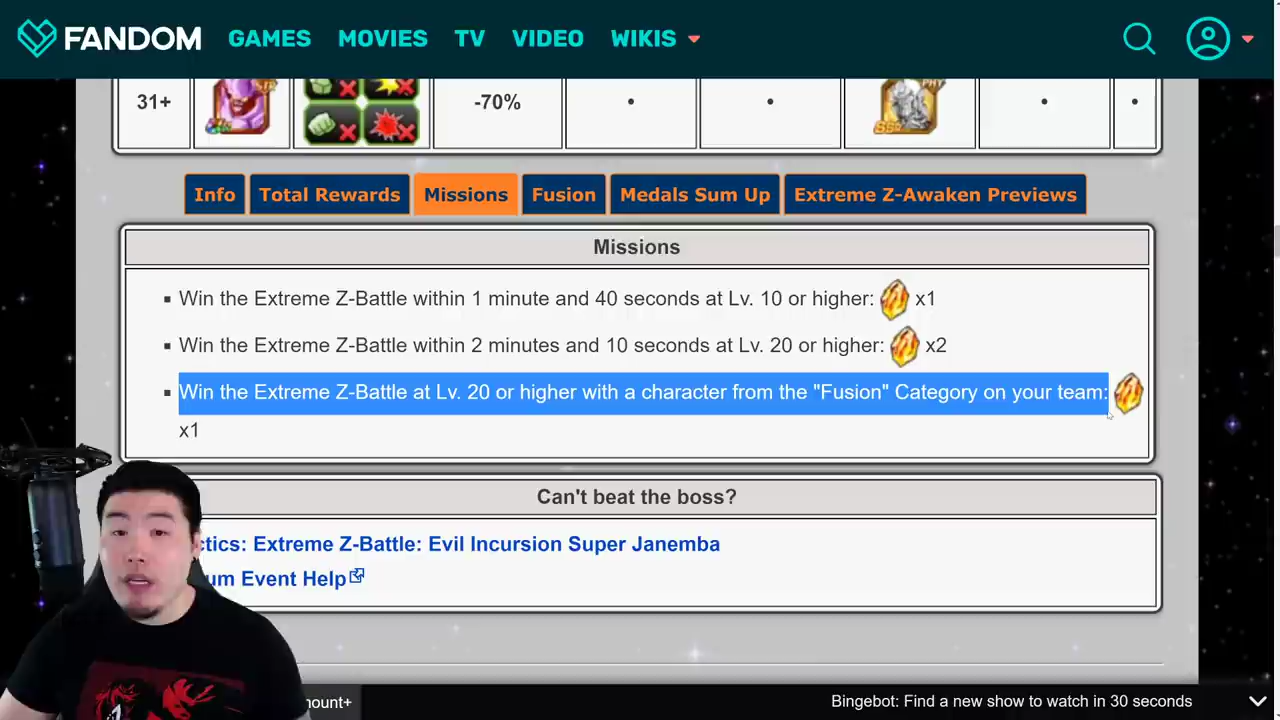 FANDOM GAMES MOVIES TV VIDEO WIKIS
31+ -70%
Info Total Rewards Missions Fusion Medals Sum Up Extreme Z-Awaken Previews
Missions
Win the Extreme Z-Battle within 1 minute and 40 seconds at Lv. 10 or higher: x1
Win the Extreme Z-Battle within 2 minutes and 10 seconds at Lv. 20 or higher: x2
Win the Extreme Z-Battle at Lv. 20 or higher with a character from the "Fusion" Category on your team:
x1
Can't beat the boss?
Extreme Z-Battle: Evil Incursion Super Janemba
Event Help
Bingebot: Find a new show to watch in 30 seconds